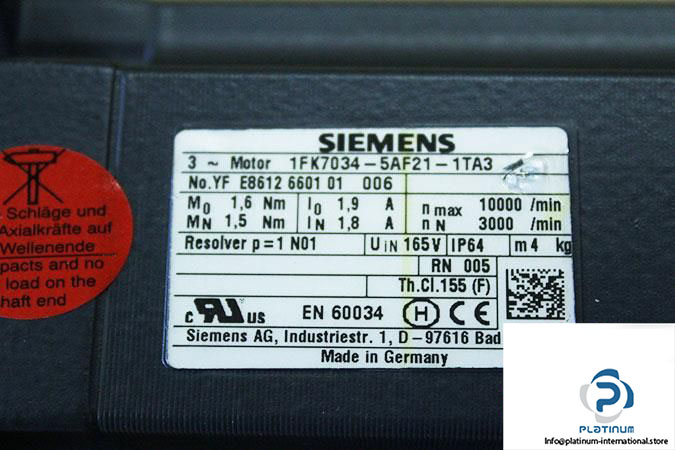 SIEMENS
3 ~ Motor 1FK7034-5AF21-1TA3
No.YF E8612 6601 01 006
M0 1,6 Nm I0 1,9 A n max 10000 /min
MN 1,5 Nm IN 1,8 A n N 3000 /min
Resolver p=1 N01 UiN 165V IP64 m 4 kg
RN 005
Th.Cl.155 (F)
c RU us EN 60034 H CE
Siemens AG, Industriestr. 1, D-97616 Bad
Made in Germany
Schläge und
Axialkräfte auf
Wellenende
pacts and no
load on the
haft end
PLATINUM
Info@platinum-international.store